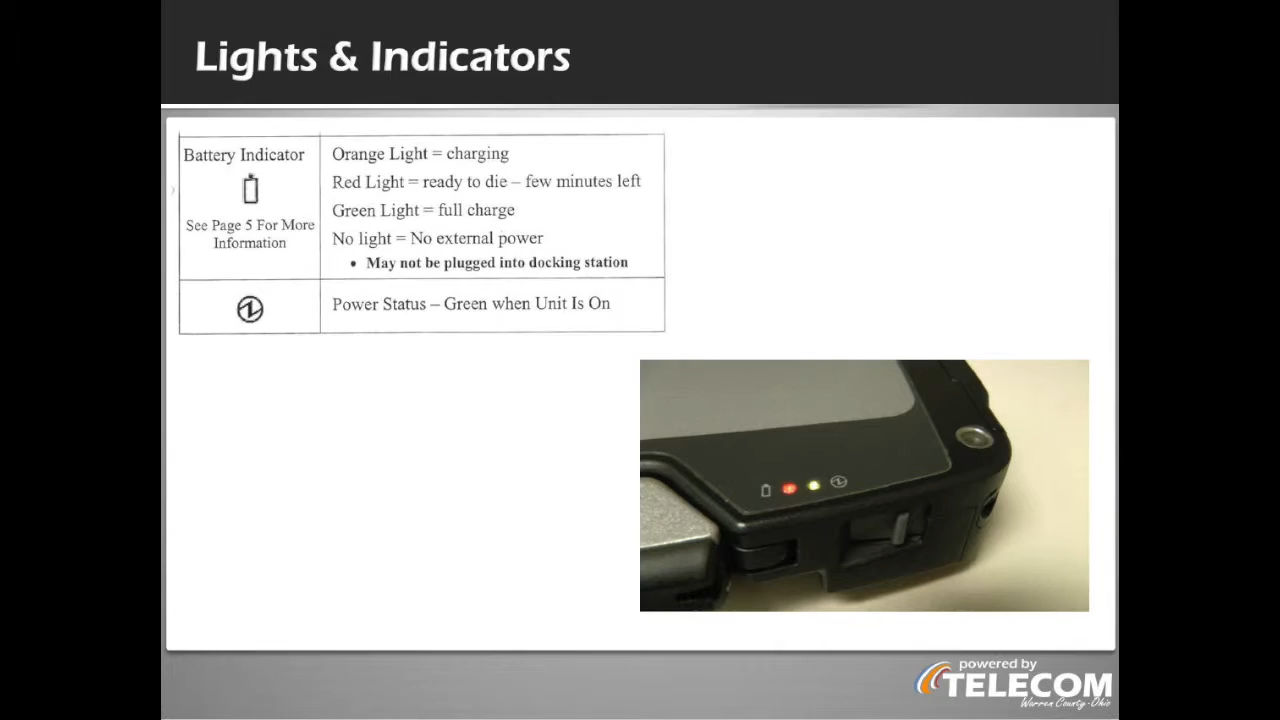 Lights & Indicators
Battery Indicator
See Page 5 For More
Information
Orange Light = charging
Red Light = ready to die – few minutes left
Green Light = full charge
No light = No external power
• May not be plugged into docking station
Power Status – Green when Unit Is On
powered by
TELECOM
Warren County - Ohio